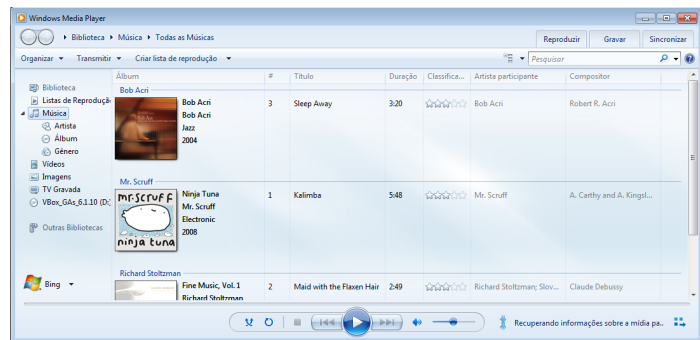 Windows Media Player
Biblioteca Música Todas as Músicas
Reproduzir Gravar Sincronizar
Organizar Transmitir Criar lista de reprodução
Pesquisar
Álbum # Título Duração Classifica... Artista participante Compositor
Biblioteca
Listas de Reproduçã
Música
Artista
Álbum
Gênero
Vídeos
Imagens
TV Gravada
VBox_GAs_6.1.10 (D:)
Outras Bibliotecas
Bing
Bob Acri
Bob Acri 3 Sleep Away 3:20 Bob Acri Robert R. Acri
Bob Acri
Jazz
2004
Mr. Scruff
mr.scruff
ninja tuna
Ninja Tuna 1 Kalimba 5:48 Mr. Scruff A. Carthy and A. Kingsl...
Mr. Scruff
Electronic
2008
Richard Stoltzman
Fine Music, Vol. 1 2 Maid with the Flaxen Hair 2:49 Richard Stoltzman; Slov... Claude Debussy
Richard Stoltzman
Recuperando informações sobre a mídia pa..